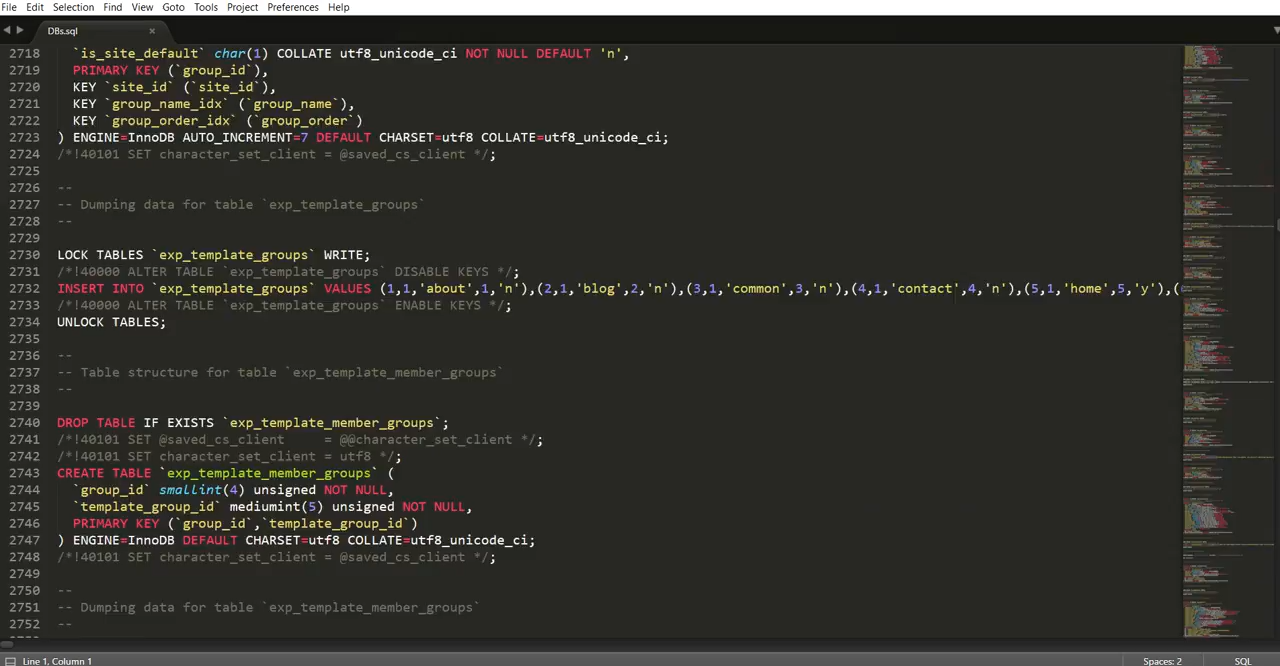 File Edit Selection Find View Goto Tools Project Preferences Help
DBs.sql ×
2718 `is_site_default` char(1) COLLATE utf8_unicode_ci NOT NULL DEFAULT 'n',
2719 PRIMARY KEY (`group_id`),
2720 KEY `site_id` (`site_id`),
2721 KEY `group_name_idx` (`group_name`),
2722 KEY `group_order_idx` (`group_order`)
2723 ) ENGINE=InnoDB AUTO_INCREMENT=7 DEFAULT CHARSET=utf8 COLLATE=utf8_unicode_ci;
2724 /*!40101 SET character_set_client = @saved_cs_client */;
2725
2726 --
2727 -- Dumping data for table `exp_template_groups`
2728 --
2729
2730 LOCK TABLES `exp_template_groups` WRITE;
2731 /*!40000 ALTER TABLE `exp_template_groups` DISABLE KEYS */;
2732 INSERT INTO `exp_template_groups` VALUES (1,1,'about',1,'n'),(2,1,'blog',2,'n'),(3,1,'common',3,'n'),(4,1,'contact',4,'n'),(5,1,'home',5,'y'),(
2733 /*!40000 ALTER TABLE `exp_template_groups` ENABLE KEYS */;
2734 UNLOCK TABLES;
2735
2736 --
2737 -- Table structure for table `exp_template_member_groups`
2738 --
2739
2740 DROP TABLE IF EXISTS `exp_template_member_groups`;
2741 /*!40101 SET @saved_cs_client     = @@character_set_client */;
2742 /*!40101 SET character_set_client = utf8 */;
2743 CREATE TABLE `exp_template_member_groups` (
2744 `group_id` smallint(4) unsigned NOT NULL,
2745 `template_group_id` mediumint(5) unsigned NOT NULL,
2746 PRIMARY KEY (`group_id`,`template_group_id`)
2747 ) ENGINE=InnoDB DEFAULT CHARSET=utf8 COLLATE=utf8_unicode_ci;
2748 /*!40101 SET character_set_client = @saved_cs_client */;
2749
2750 --
2751 -- Dumping data for table `exp_template_member_groups`
2752 --
Line 1, Column 1 Spaces: 2 SQL